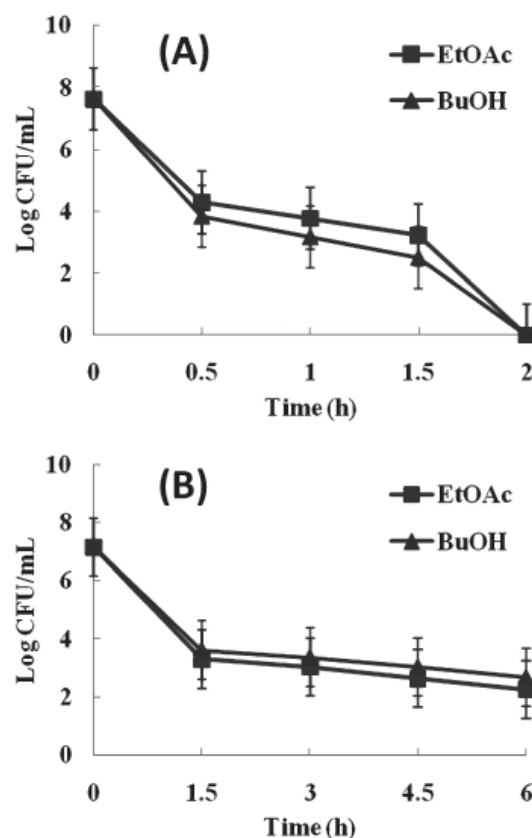 10
(A)
EtOAc
BuOH
8
6
4
2
0
Log CFU/mL
0 0.5 1 1.5 2
Time (h)
10
(B)
EtOAc
BuOH
8
6
4
2
0
Log CFU/mL
0 1.5 3 4.5 6
Time (h)